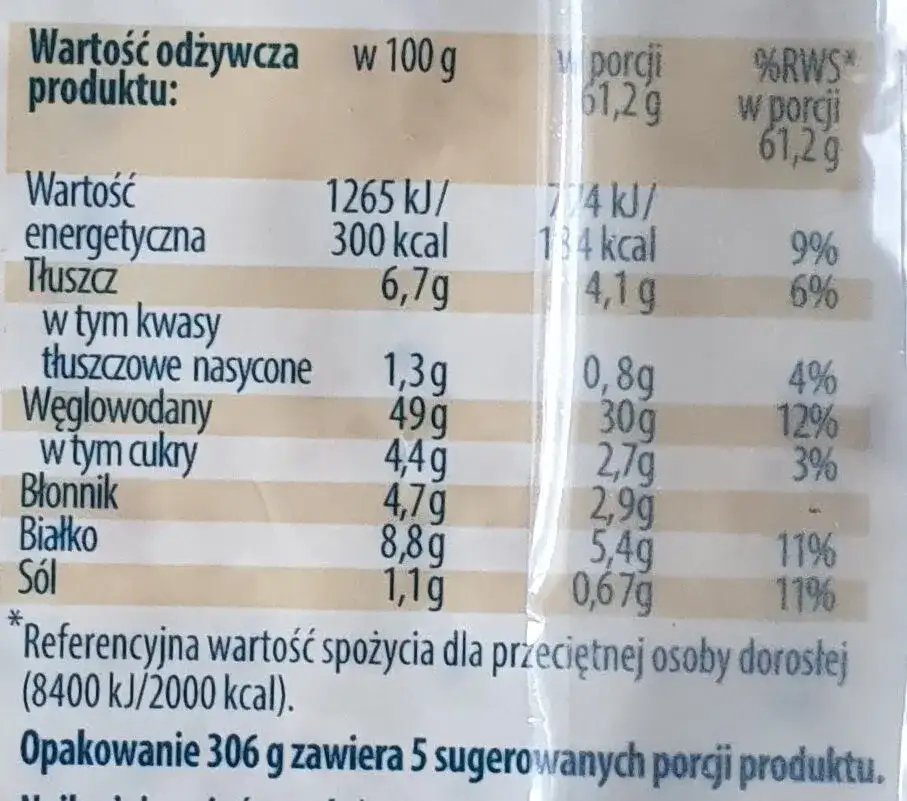 Wartość odżywcza w 100 g w porcji %RWS*
produktu: 61,2 g w porcji
61,2 g
Wartość 1265 kJ/ 774 kJ/
energetyczna 300 kcal 184 kcal 9%
Tłuszcz 6,7g 4,1 g 6%
w tym kwasy
tłuszczowe nasycone 1,3g 0,8g 4%
Węglowodany 49g 30g 12%
w tym cukry 4,4g 2,7g 3%
Błonnik 4,7g 2,9g -
Białko 8,8g 5,4g 11%
Sól 1,1g 0,67g 11%
*Referencyjna wartość spożycia dla przeciętnej osoby dorosłej
(8400 kJ/2000 kcal).
Opakowanie 306 g zawiera 5 sugerowanych porcji produktu.